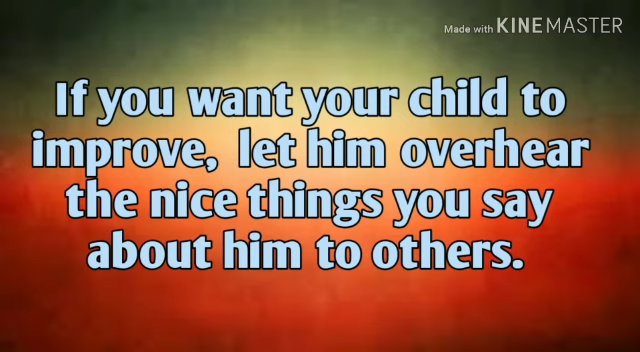 Made with KINEMASTER
If you want your child to
improve, let him overhear
the nice things you say
about him to others.